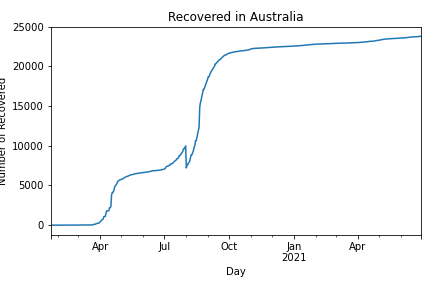 Recovered in Australia
Number of Recovered
25000
20000
15000
10000
5000
0
Apr Jul Oct Jan Apr
2021
Day